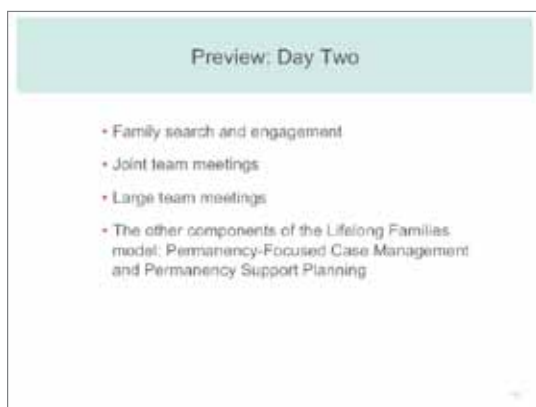 Preview: Day Two
• Family search and engagement
• Joint team meetings
• Large team meetings
• The other components of the Lifelong Families
model: Permanency-Focused Case Management
and Permanency Support Planning